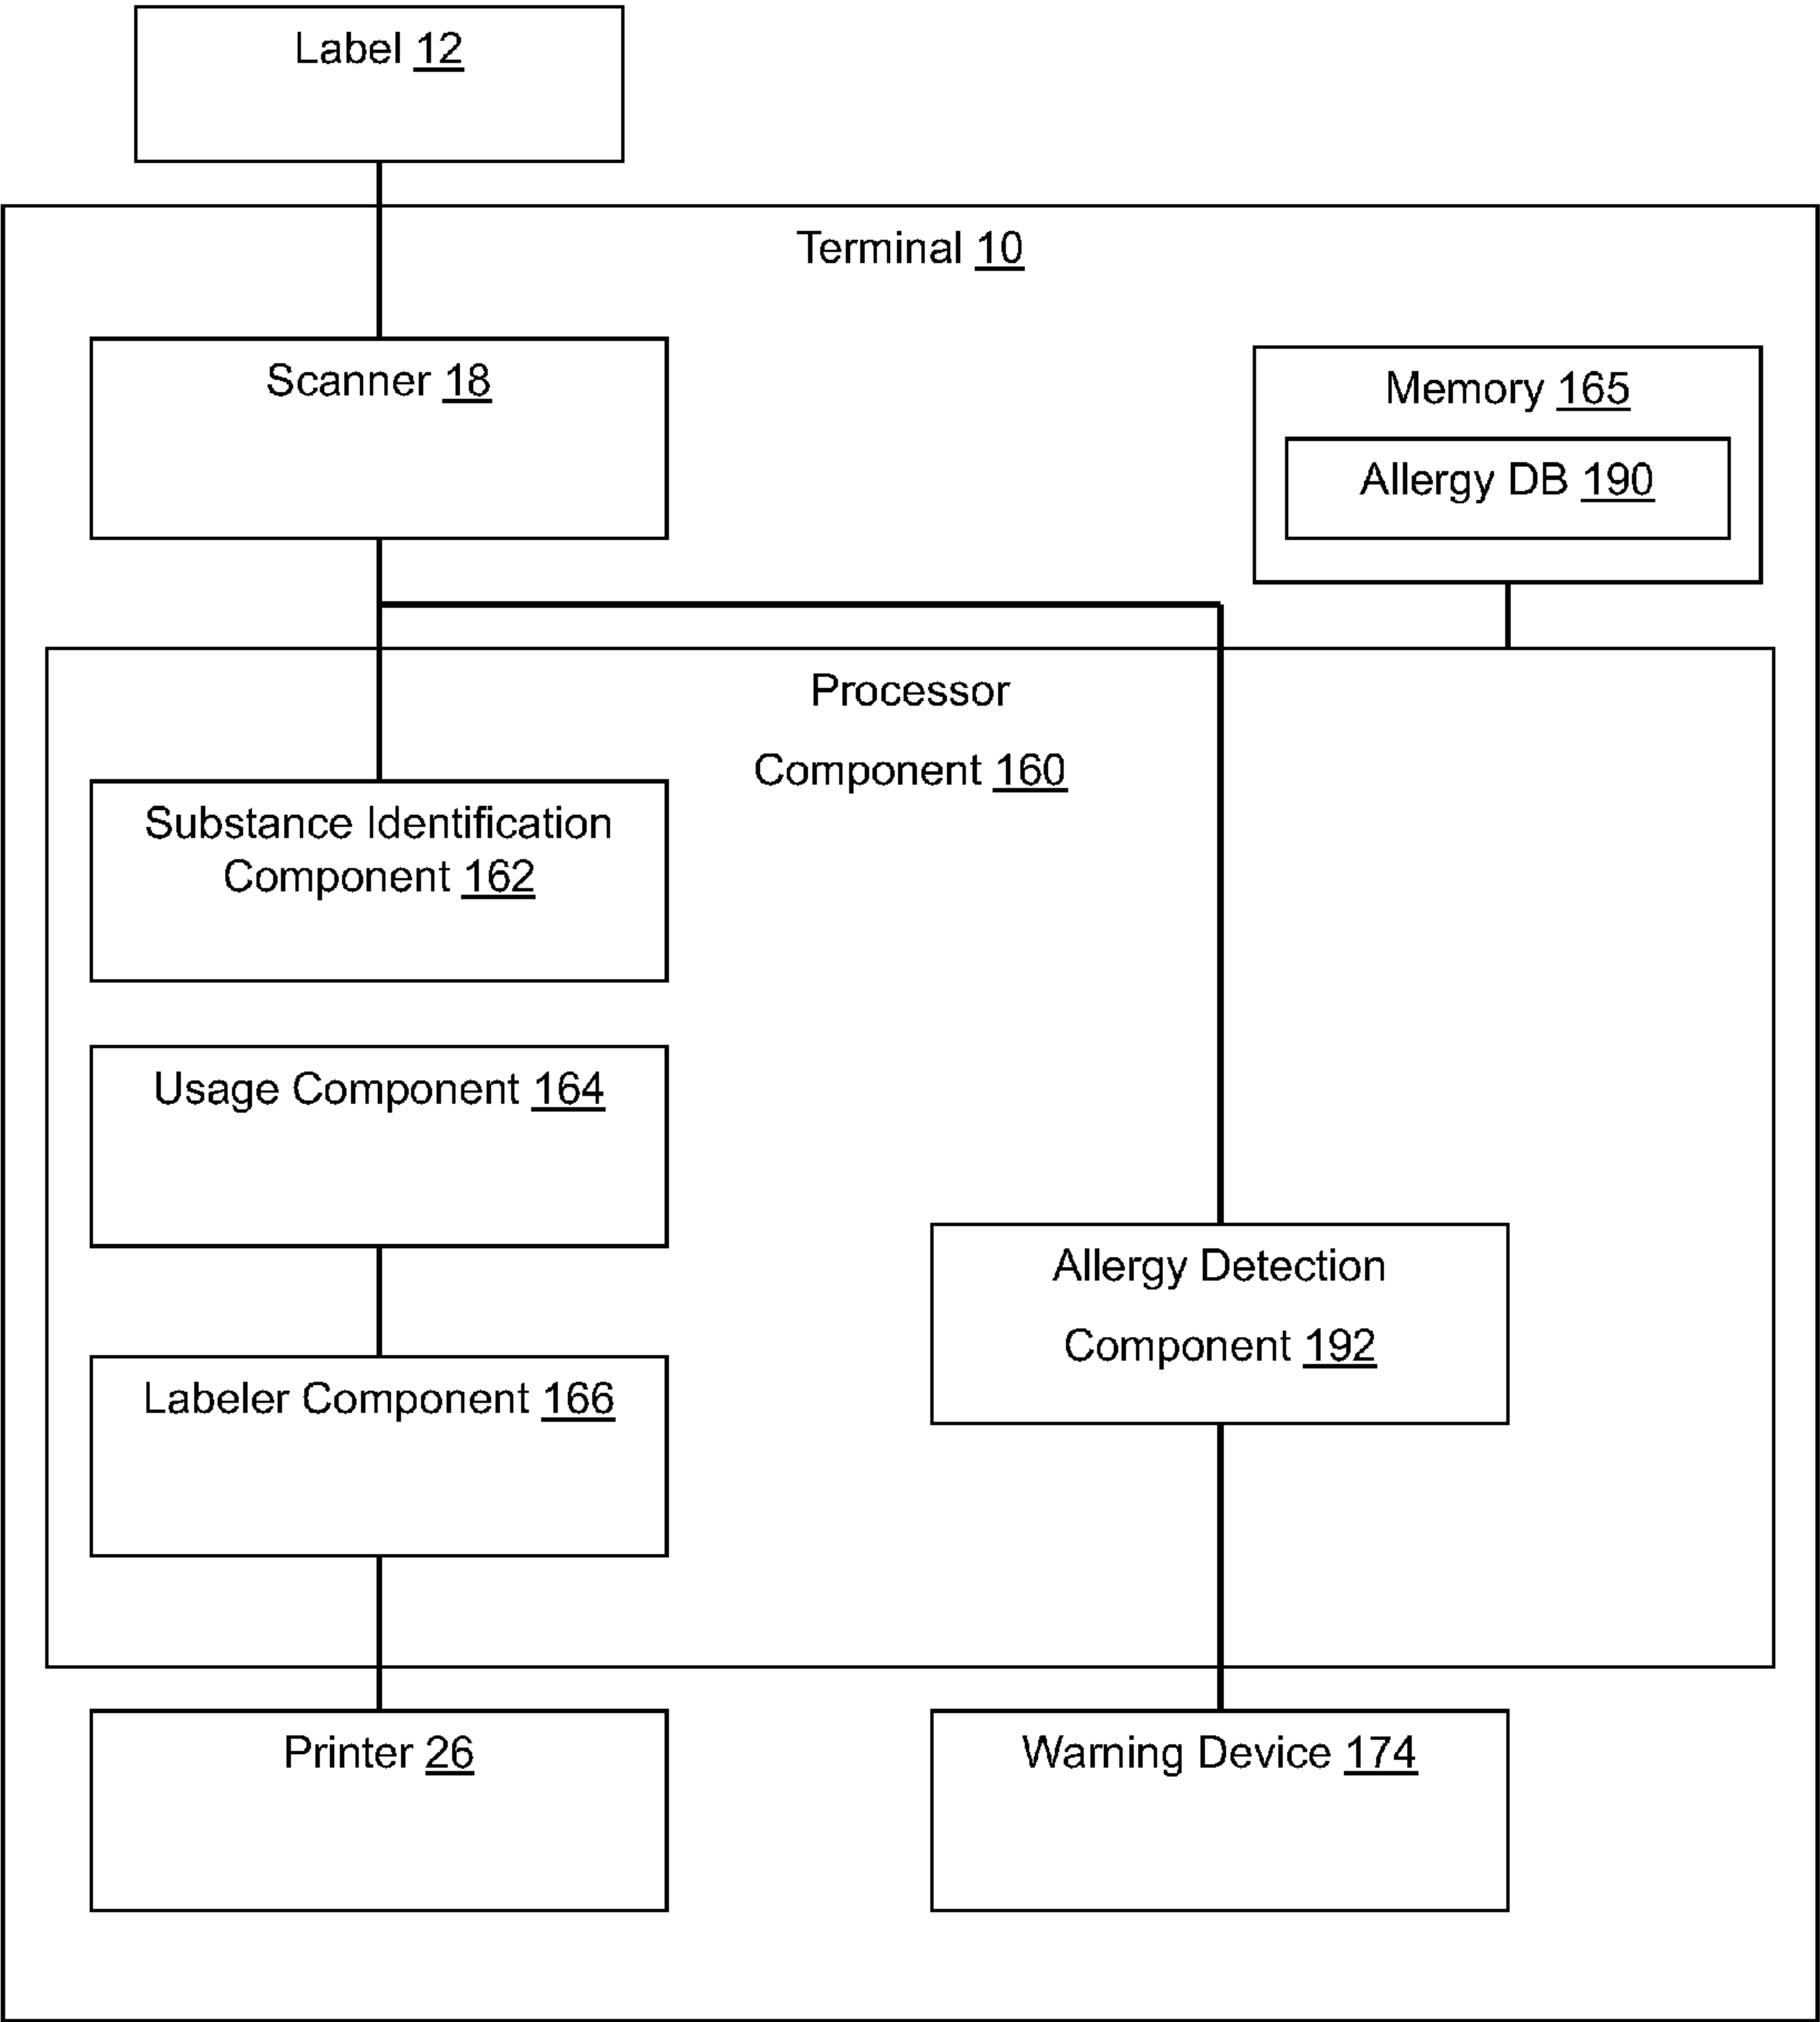 Label 12
Terminal 10
Scanner 18
Memory 165
Allergy DB 190
Processor
Component 160
Substance Identification
Component 162
Usage Component 164
Allergy Detection
Component 192
Labeler Component 166
Printer 26
Warning Device 174